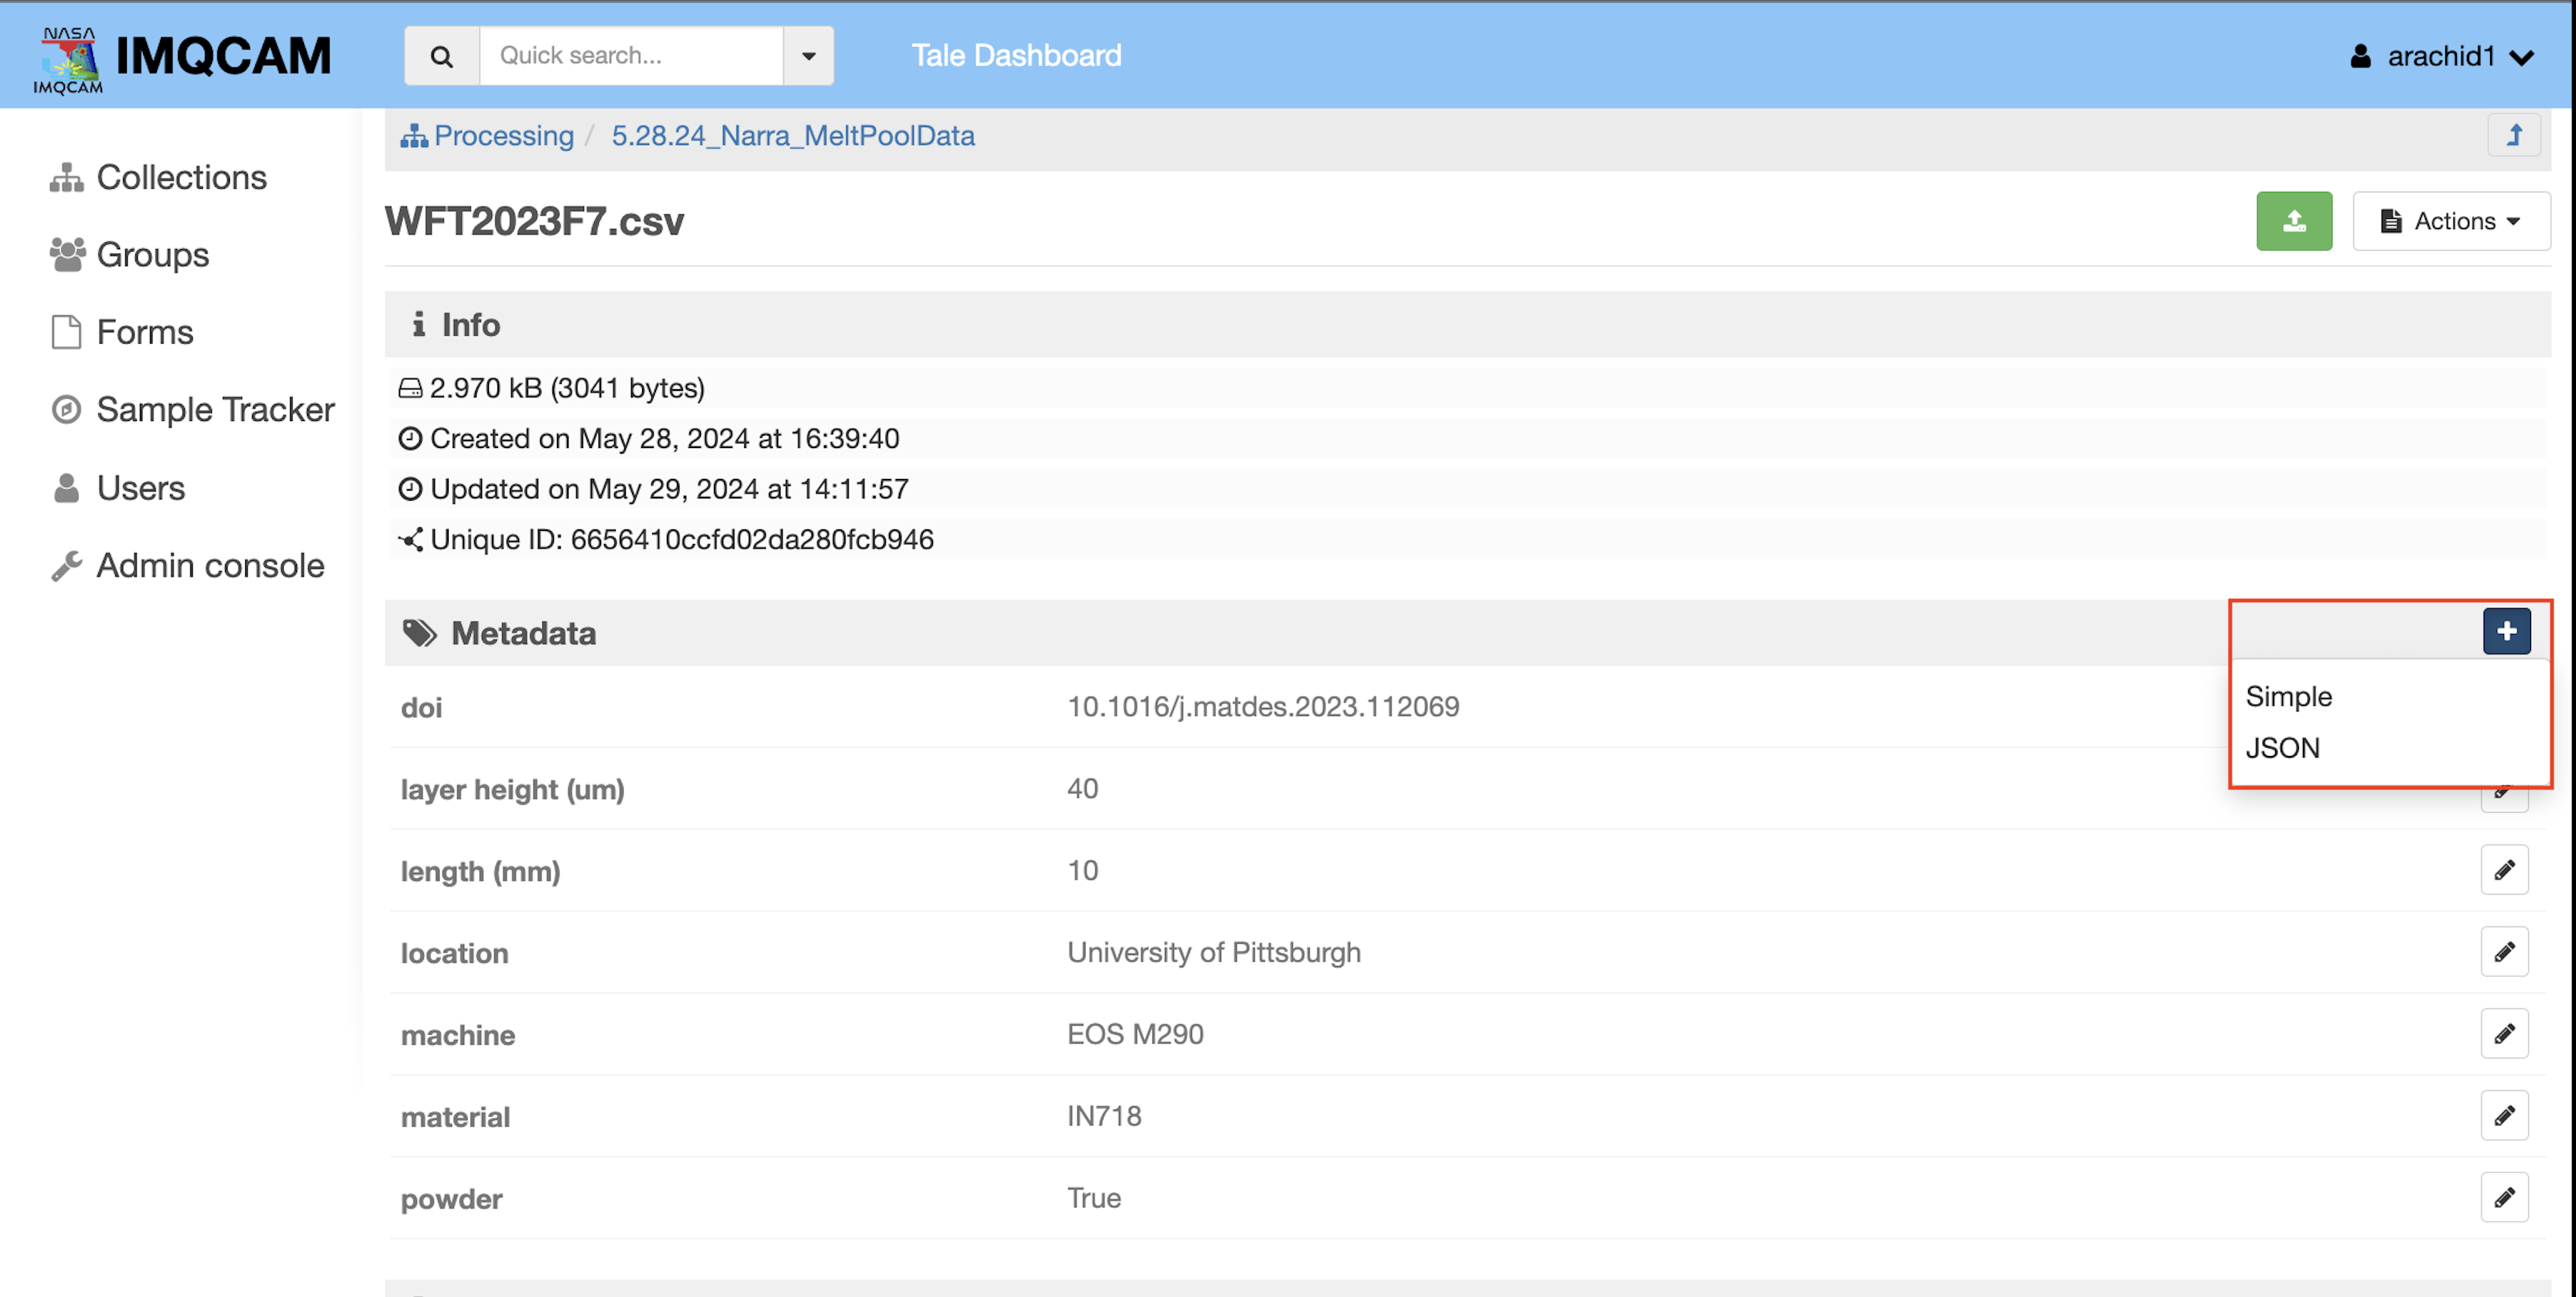 NASA
IMQCAM
IMQCAM
Quick search...
Tale Dashboard
arachid1
Processing / 5.28.24_Narra_MeltPoolData
Collections
Groups
Forms
Sample Tracker
Users
Admin console
WFT2023F7.csv
Actions
Info
2.970 kB (3041 bytes)
Created on May 28, 2024 at 16:39:40
Updated on May 29, 2024 at 14:11:57
Unique ID: 6656410ccfd02da280fcb946
Metadata
Simple
JSON
doi 10.1016/j.matdes.2023.112069
layer height (um) 40
length (mm) 10
location University of Pittsburgh
machine EOS M290
material IN718
powder True